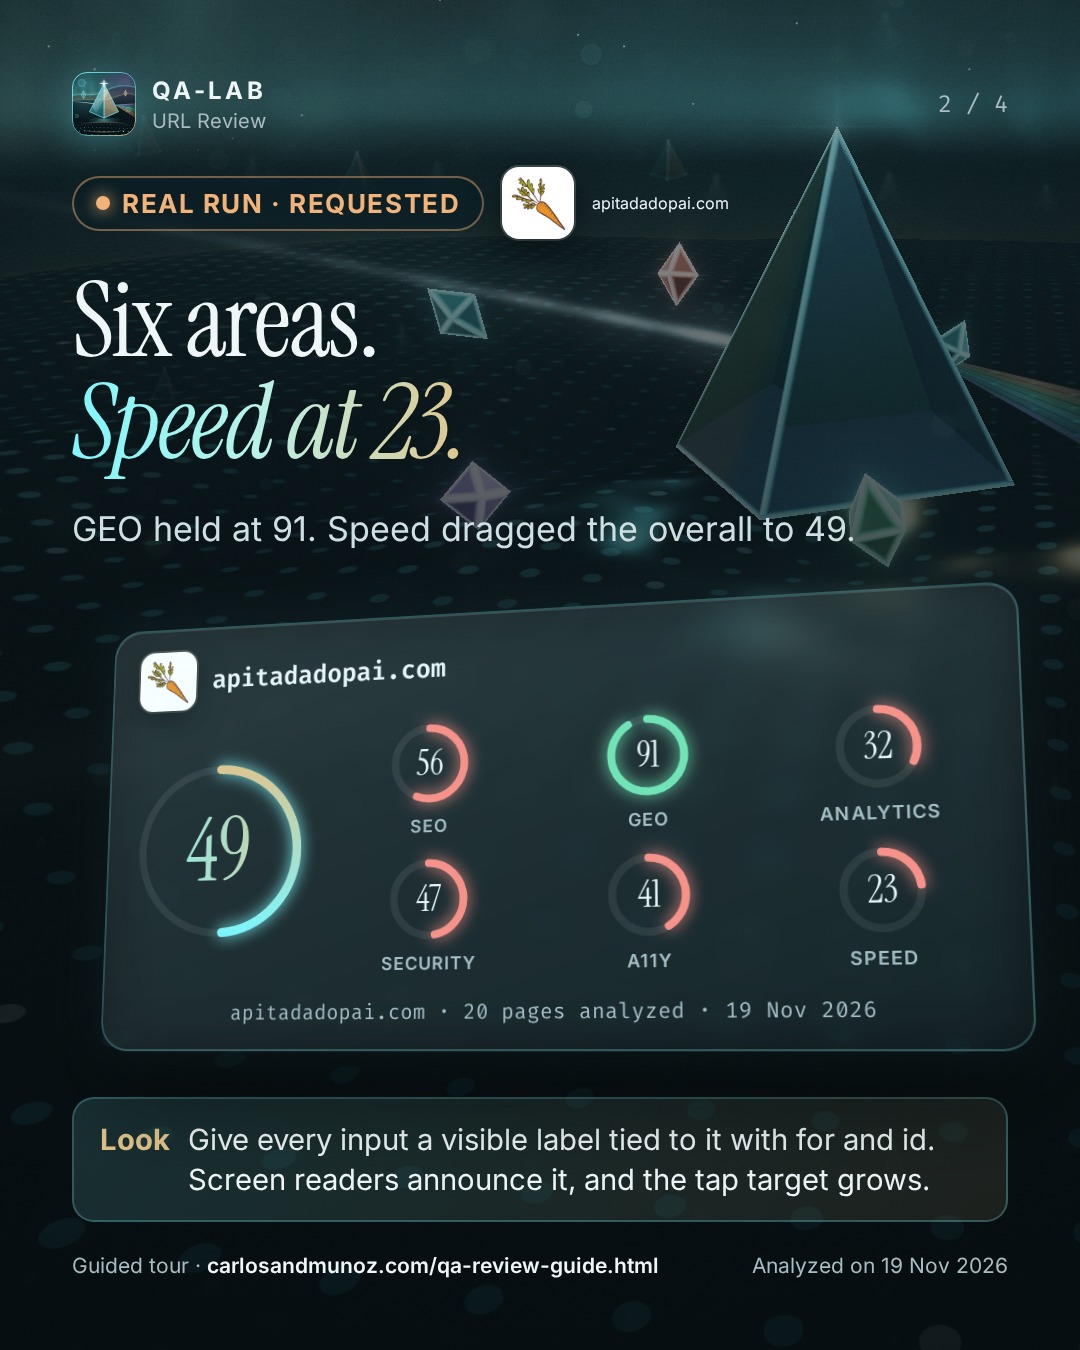 QA-LAB
URL Review
2 / 4
REAL RUN · REQUESTED
apitadadopai.com
Six areas.
Speed at 23.
GEO held at 91. Speed dragged the overall to 49.
apitadadopai.com
49
56
SEO
91
GEO
32
ANALYTICS
47
SECURITY
41
A11Y
23
SPEED
apitadadopai.com · 20 pages analyzed · 19 Nov 2026
Look Give every input a visible label tied to it with for and id.
Screen readers announce it, and the tap target grows.
Guided tour · carlosandmunoz.com/qa-review-guide.html
Analyzed on 19 Nov 2026